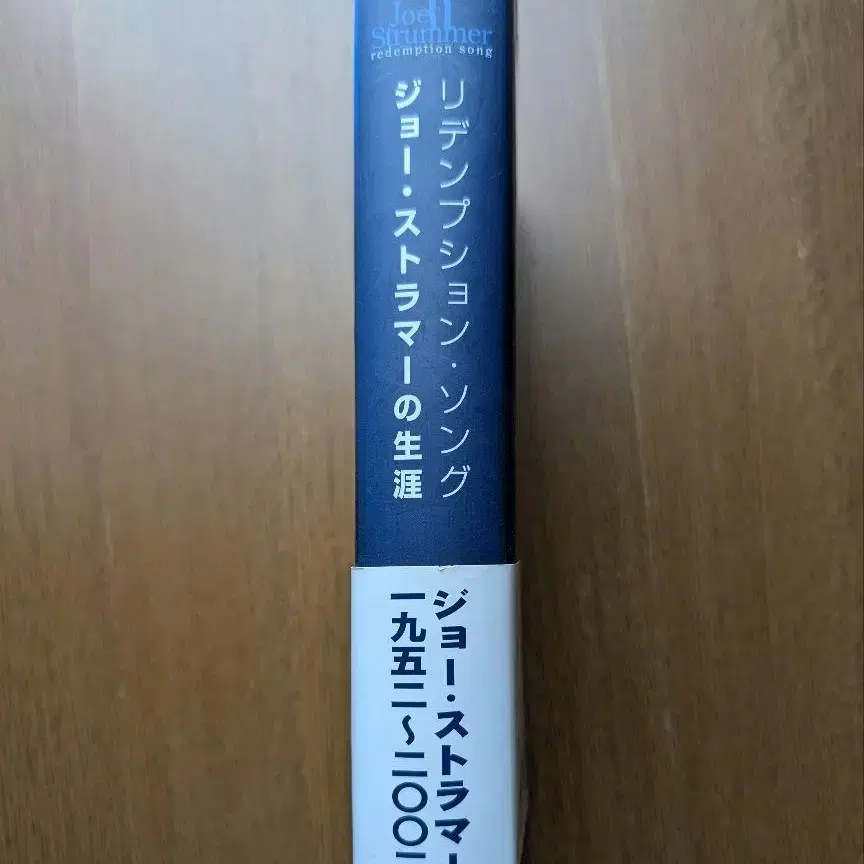 Joe
Strummer
redemption song
リデンプション・ソング
ジョー・ストラマーの生涯
ジョー・ストラマー
一九五二〜二〇〇